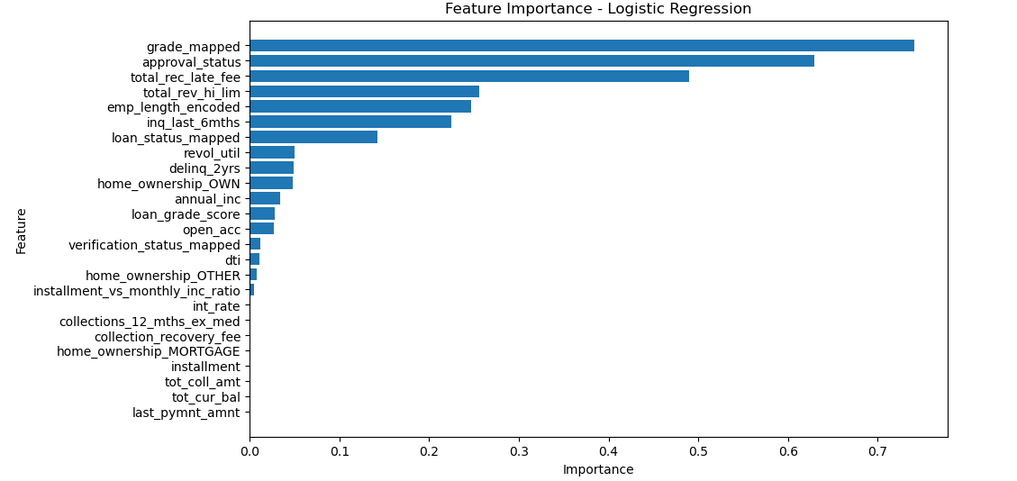 Feature Importance - Logistic Regression
grade_mapped
approval_status
total_rec_late_fee
total_rev_hi_lim
emp_length_encoded
inq_last_6mths
loan_status_mapped
revol_util
delinq_2yrs
home_ownership_OWN
annual_inc
loan_grade_score
open_acc
verification_status_mapped
dti
home_ownership_OTHER
installment_vs_monthly_inc_ratio
int_rate
collections_12_mths_ex_med
collection_recovery_fee
home_ownership_MORTGAGE
installment
tot_coll_amt
tot_cur_bal
last_pymnt_amnt
Feature
0.0 0.1 0.2 0.3 0.4 0.5 0.6 0.7
Importance